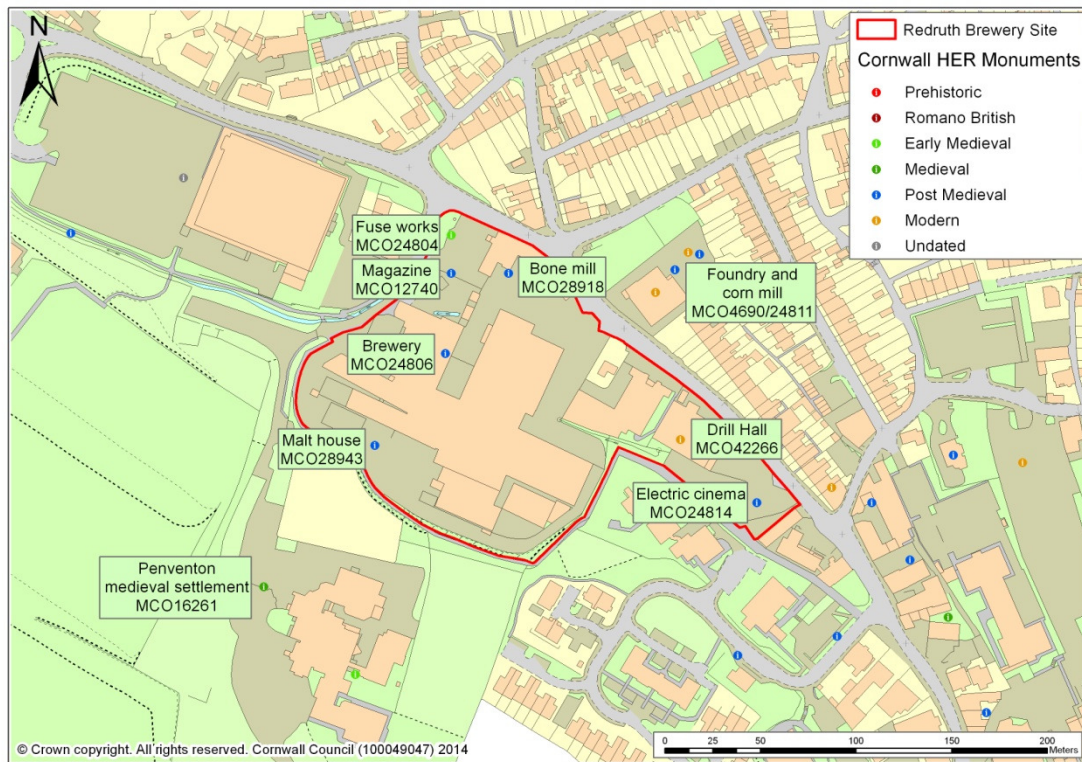 N
Redruth Brewery Site
Cornwall HER Monuments
Prehistoric
Romano British
Early Medieval
Medieval
Post Medieval
Modern
Undated
Fuse works
MCO24804
Magazine
MCO12740
Bone mill
MCO28918
Foundry and
corn mill
MCO4690/24811
Brewery
MCO24806
Malt house
MCO28943
Drill Hall
MCO42266
Electric cinema
MCO24814
Penventon
medieval settlement
MCO16261
© Crown copyright. All rights reserved. Cornwall Council (100049047) 2014
0 25 50 100 150 200
Meters